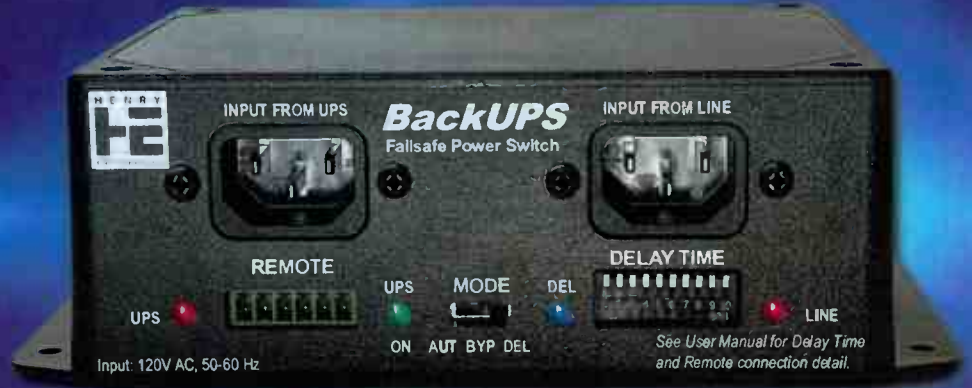 HENRY
INPUT FROM UPS
BackUPS
Failsafe Power Switch
INPUT FROM LINE
REMOTE
UPS
MODE
DEL
DELAY TIME
UPS
LINE
ON AUT BYP DEL
Input: 120V AC, 50-60 Hz
See User Manual for Delay Time
and Remote connection detail.